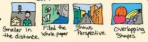 Smaller in
the distance
Filled the
whole paper
Shows
Perspective
Overlapping
Shapes